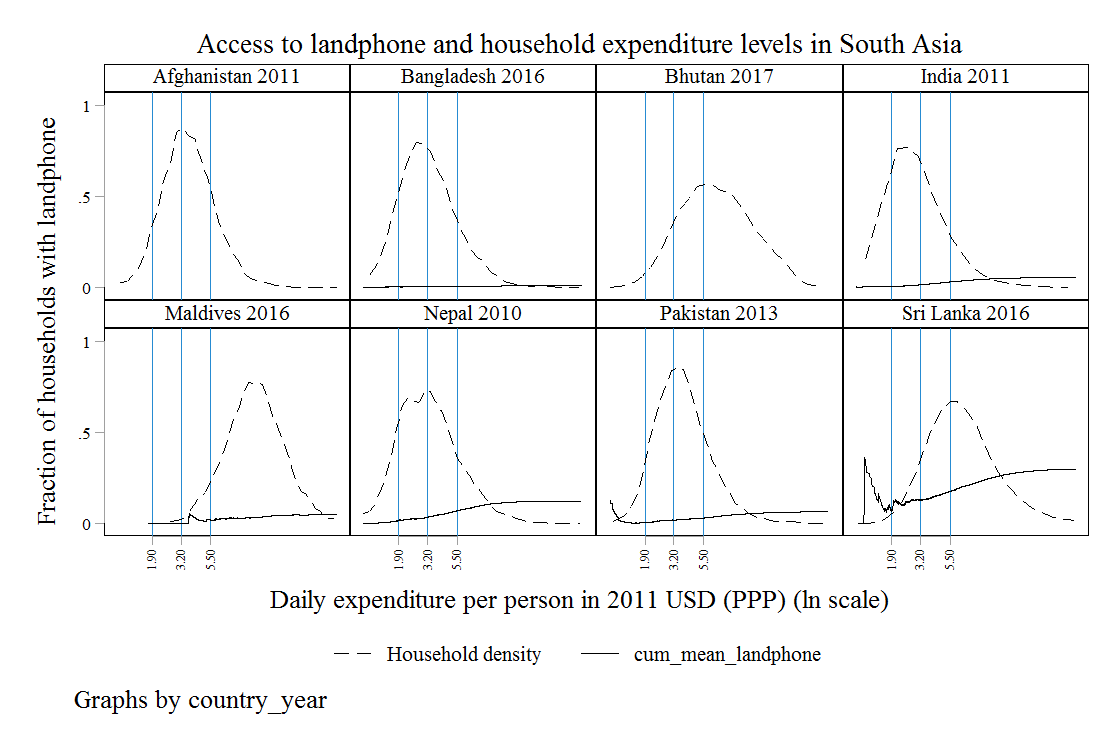 Access to landphone and household expenditure levels in South Asia
Afghanistan 2011 Bangladesh 2016 Bhutan 2017 India 2011
1
.5
0
Maldives 2016 Nepal 2010 Pakistan 2013 Sri Lanka 2016
1
.5
0
Fraction of households with landphone
1.90 3.20 5.50 1.90 3.20 5.50 1.90 3.20 5.50 1.90 3.20 5.50
Daily expenditure per person in 2011 USD (PPP) (ln scale)
Household density cum_mean_landphone
Graphs by country_year